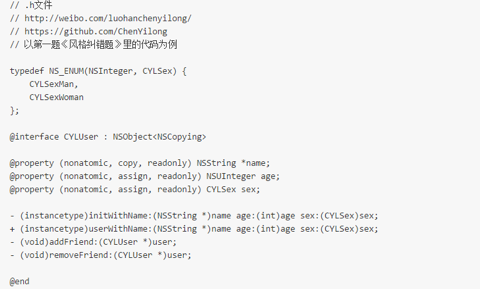 // .h文件
// http://weibo.com/luohanchenyilong/
// https://github.com/ChenYilong
// 以第一题《风格纠错题》里的代码为例
typedef NS_ENUM(NSInteger, CYLSex) {
    CYLSexMan,
    CYLSexWoman
};
@interface CYLUser : NSObject<NSCopying>
@property (nonatomic, copy, readonly) NSString *name;
@property (nonatomic, assign, readonly) NSUInteger age;
@property (nonatomic, assign, readonly) CYLSex sex;
- (instancetype)initWithName:(NSString *)name age:(int)age sex:(CYLSex)sex;
+ (instancetype)userWithName:(NSString *)name age:(int)age sex:(CYLSex)sex;
- (void)addFriend:(CYLUser *)user;
- (void)removeFriend:(CYLUser *)user;
@end